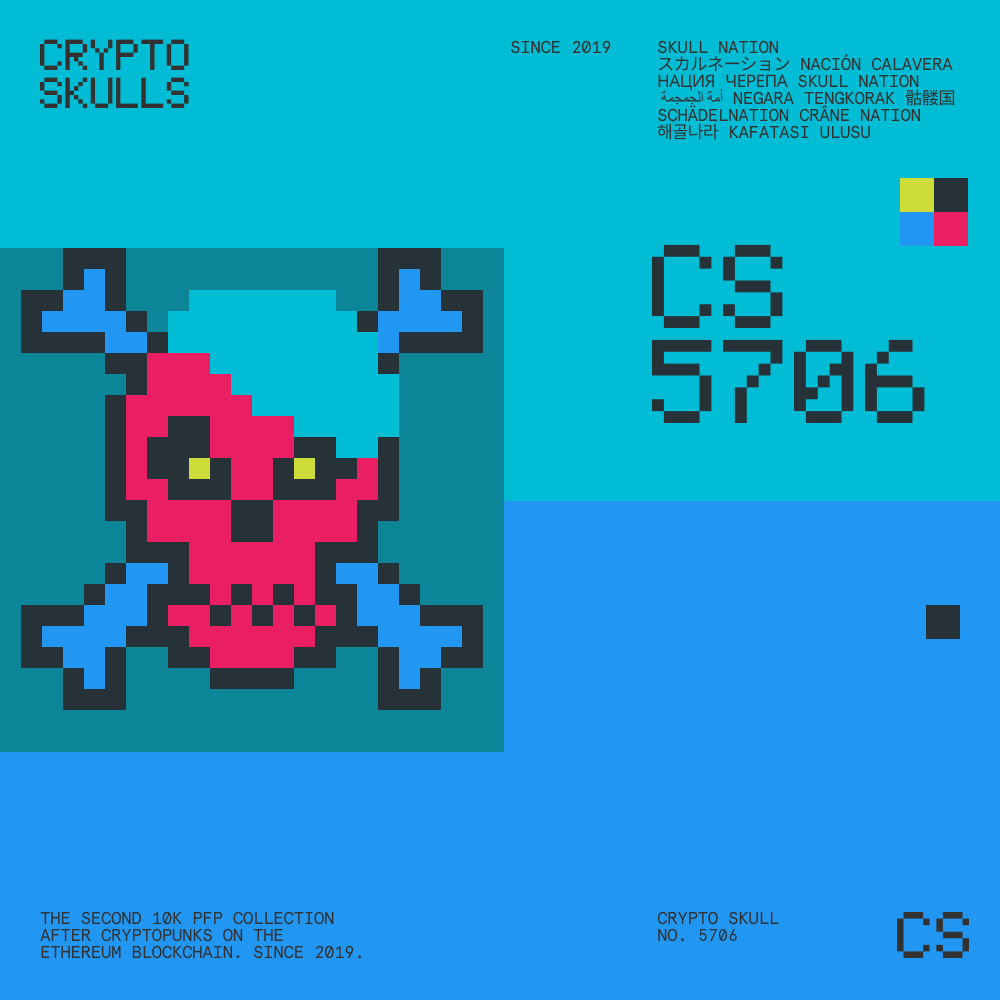 CRYPTO
SKULLS
SINCE 2019
SKULL NATION
スカルネーション NACIÓN CALAVERA
НАЦИЯ ЧЕРЕПА SKULL NATION
أمة الجمجمة NEGARA TENGKORAK 骷髅国
SCHÄDELNATION CRÂNE NATION
해골나라 KAFATASI ULUSU
CS
5706
THE SECOND 10K PFP COLLECTION
AFTER CRYPTOPUNKS ON THE
ETHEREUM BLOCKCHAIN. SINCE 2019.
CRYPTO SKULL
NO. 5706
CS